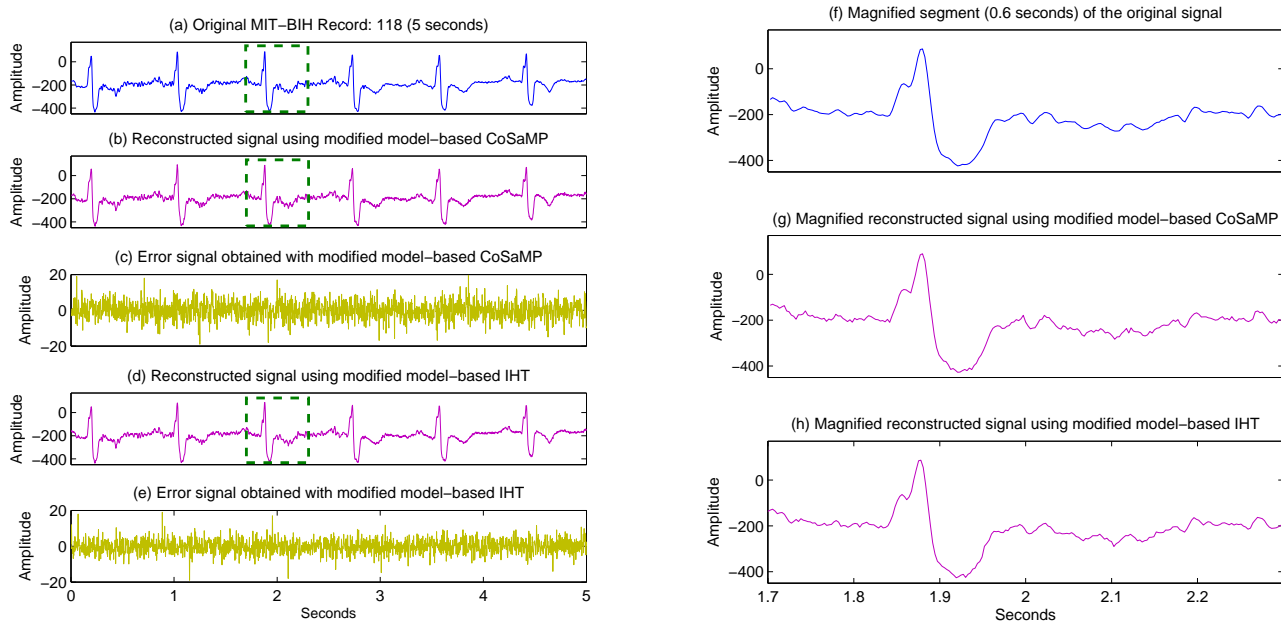 (a) Original MIT−BIH Record: 118 (5 seconds)
Amplitude
0
−200
−400
(b) Reconstructed signal using modified model−based CoSaMP
Amplitude
0
−200
−400
(c) Error signal obtained with modified model−based CoSaMP
Amplitude
20
0
−20
(d) Reconstructed signal using modified model−based IHT
Amplitude
0
−200
−400
(e) Error signal obtained with modified model−based IHT
Amplitude
20
0
−20
0 1 2 3 4 5
Seconds
(f) Magnified segment (0.6 seconds) of the original signal
Amplitude
0
−200
−400
(g) Magnified reconstructed signal using modified model−based CoSaMP
Amplitude
0
−200
−400
(h) Magnified reconstructed signal using modified model−based IHT
Amplitude
0
−200
−400
1.7 1.8 1.9 2 2.1 2.2
Seconds